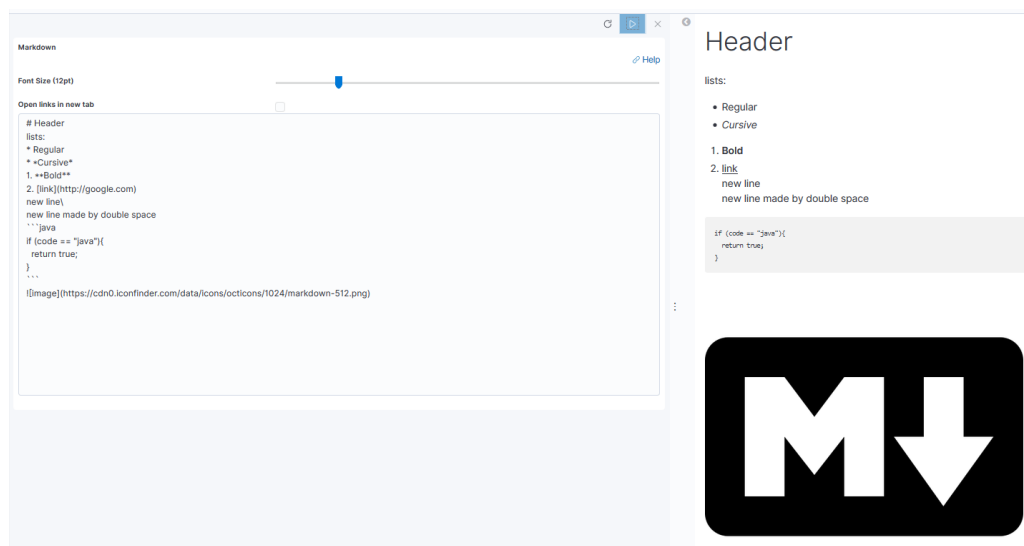 Markdown
Help
Font Size (12pt)
Open links in new tab
# Header
lists:
* Regular
* *Cursive*
1. **Bold**
2. [link](http://google.com)
new line\
new line made by double space
```java
if (code == "java"){
  return true;
}
```
![image](https://cdn0.iconfinder.com/data/icons/octicons/1024/markdown-512.png)
Header
lists:
• Regular
• Cursive
1. Bold
2. link
new line
new line made by double space
if (code == "java"){
  return true;
}
M